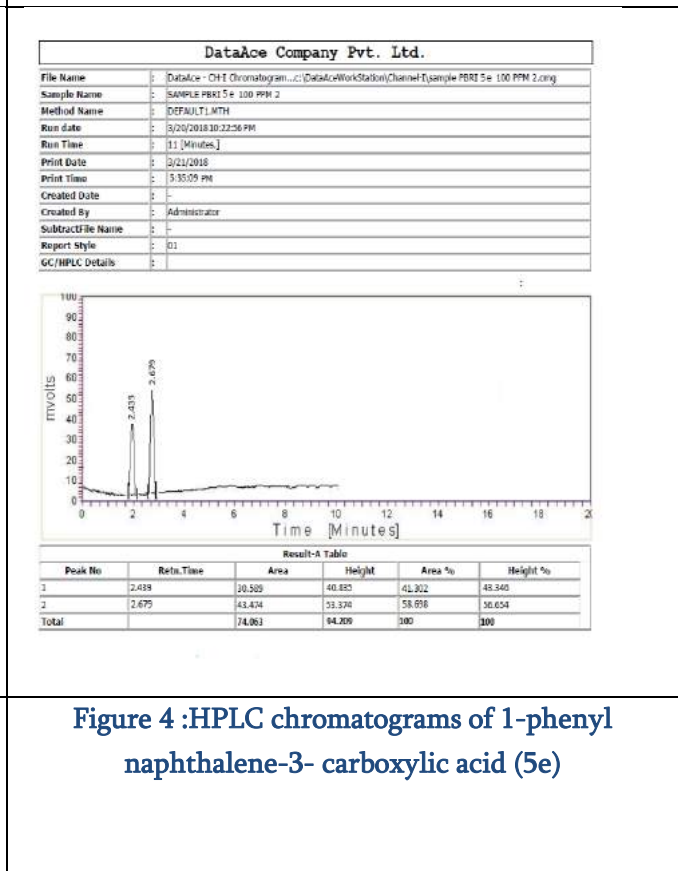 DataAce Company Pvt. Ltd.
File Name : DataAce - CH-I Chromatogram...c:\DataAceWorkStation\Channel-I\sample PBRI 5e 100 PPM 2.cmg
Sample Name : SAMPLE PBRI 5 e 100 PPM 2
Method Name : DEFAULT1.MTH
Run date : 3/20/2018 10:22:56 PM
Run Time : 11 [Minutes.]
Print Date : 3/21/2018
Print Time : 5:35:09 PM
Created Date : -
Created By : Administrator
SubtractFile Name : -
Report Style : 01
GC/HPLC Details :
:
100
90
80
70
60
50
40
30
20
10
0
mvolts
2.439
2.679
0 2 4 6 8 10 12 14 16 18 20
Time [Minutes]
Result-A Table
Peak No Retn.Time Area Height Area % Height %
1 2.439 30.589 40.835 41.302 43.346
2 2.679 43.474 53.374 58.698 56.654
Total 74.063 94.209 100 100
Figure 4 :HPLC chromatograms of 1-phenyl
naphthalene-3- carboxylic acid (5e)